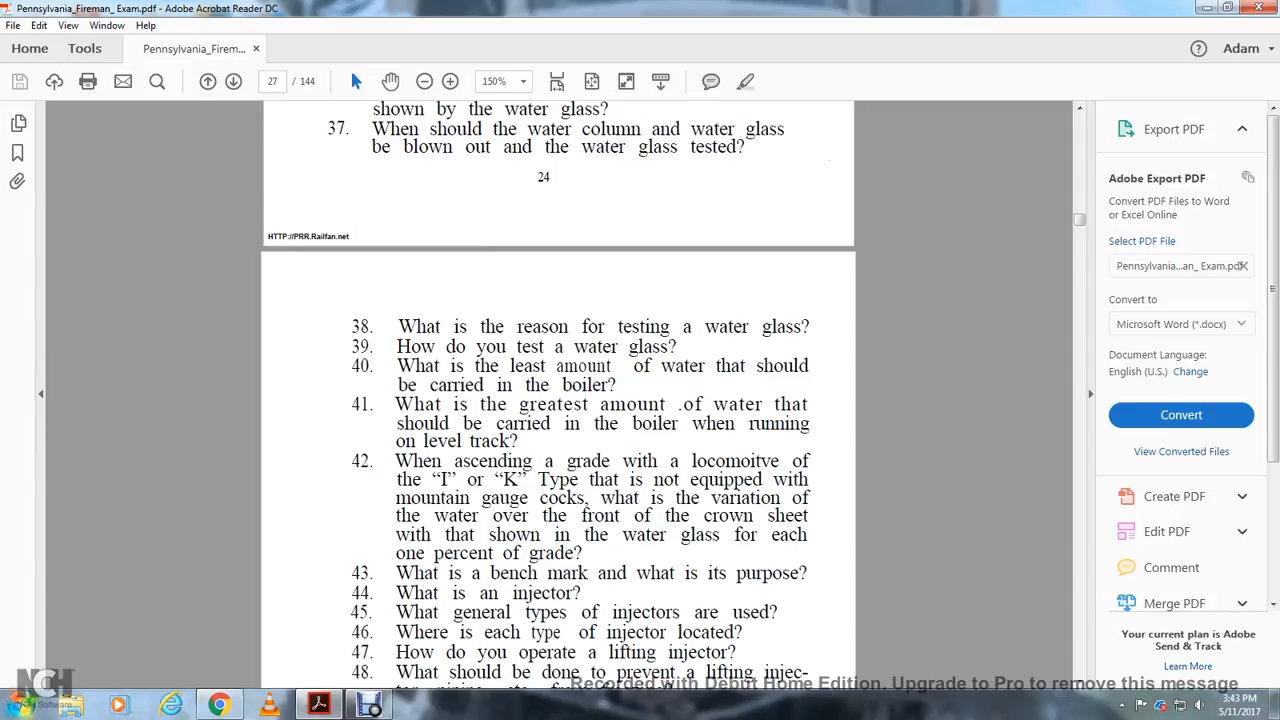 Pennsylvania_Fireman_ Exam.pdf - Adobe Acrobat Reader DC
File Edit View Window Help
Home Tools Pennsylvania_Firem... × Adam
27 / 144 150%
shown by the water glass?
37. When should the water column and water glass
be blown out and the water glass tested?
24
HTTP://PRR.Railfan.net
38. What is the reason for testing a water glass?
39. How do you test a water glass?
40. What is the least amount of water that should
be carried in the boiler?
41. What is the greatest amount .of water that
should be carried in the boiler when running
on level track?
42. When ascending a grade with a locomoitve of
the “I” or “K” Type that is not equipped with
mountain gauge cocks, what is the variation of
the water over the front of the crown sheet
with that shown in the water glass for each
one percent of grade?
43. What is a bench mark and what is its purpose?
44. What is an injector?
45. What general types of injectors are used?
46. Where is each type of injector located?
47. How do you operate a lifting injector?
48. What should be done to prevent a lifting injec-
Export PDF
Adobe Export PDF
Convert PDF Files to Word
or Excel Online
Select PDF File
Pennsylvania...an_ Exam.pdf
Convert to
Microsoft Word (*.docx)
Document Language:
English (U.S.) Change
Convert
View Converted Files
Create PDF
Edit PDF
Comment
Merge PDF
Your current plan is Adobe
Send & Track
Learn More
NCH
Software
Recorded with Debut Home Edition. Upgrade to Pro to remove this message
3:43 PM
5/11/2017